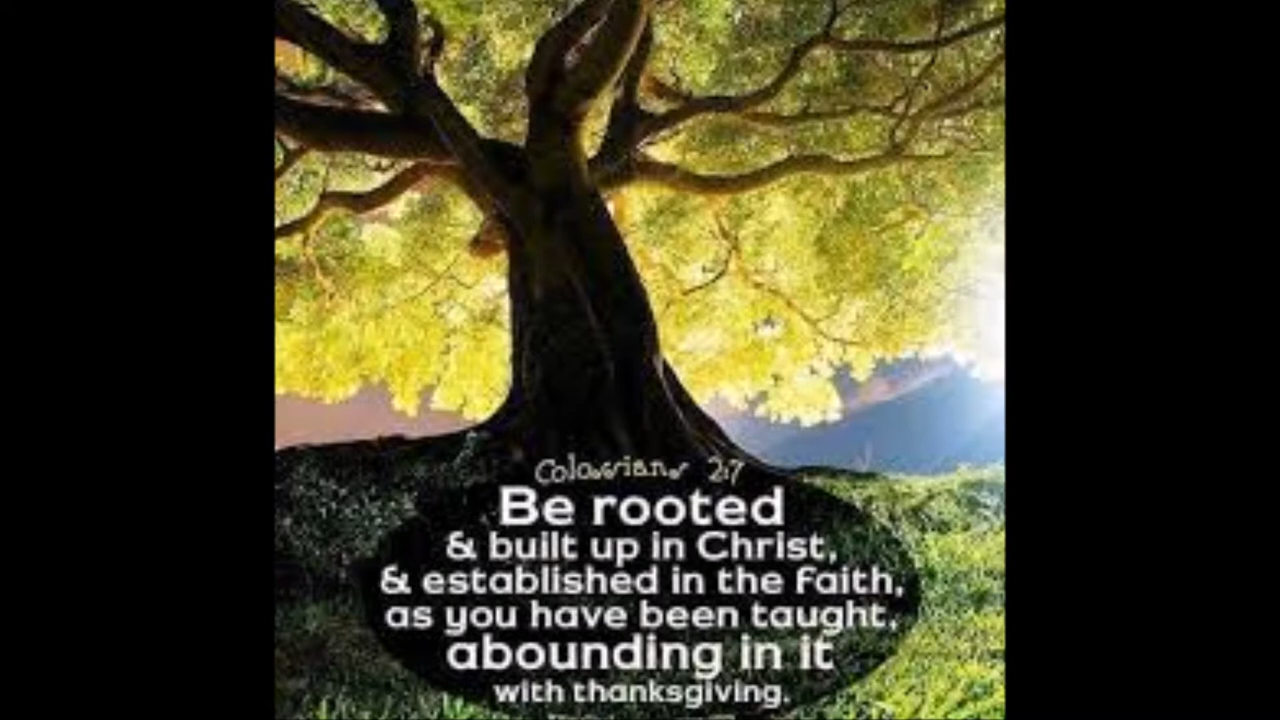 Colossians 2:7
Be rooted
& built up in Christ,
& established in the faith,
as you have been taught,
abounding in it
with thanksgiving.